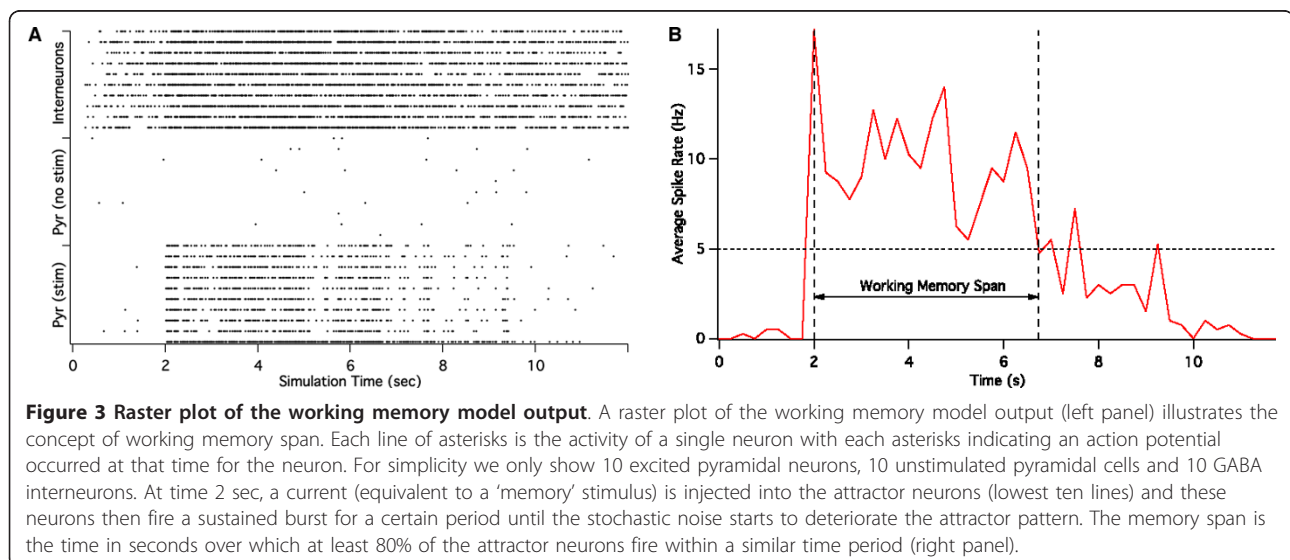 A
Interneurons
Pyr (no stim)
Pyr (stim)
0
2
4
6
8
10
Simulation Time (sec)
B
Average Spike Rate (Hz)
15
10
5
0
Working Memory Span
0
2
4
6
8
10
Time (s)
Figure 3 Raster plot of the working memory model output. A raster plot of the working memory model output (left panel) illustrates the
concept of working memory span. Each line of asterisks is the activity of a single neuron with each asterisks indicating an action potential
occurred at that time for the neuron. For simplicity we only show 10 excited pyramidal neurons, 10 unstimulated pyramidal cells and 10 GABA
interneurons. At time 2 sec, a current (equivalent to a ‘memory’ stimulus) is injected into the attractor neurons (lowest ten lines) and these
neurons then fire a sustained burst for a certain period until the stochastic noise starts to deteriorate the attractor pattern. The memory span is
the time in seconds over which at least 80% of the attractor neurons fire within a similar time period (right panel).